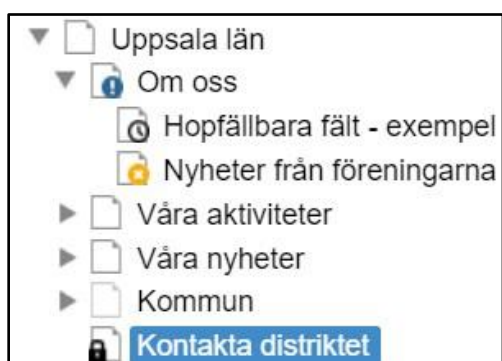 Uppsala län
Om oss
Hopfällbara fält - exempel
Nyheter från föreningarna
Våra aktiviteter
Våra nyheter
Kommun
Kontakta distriktet